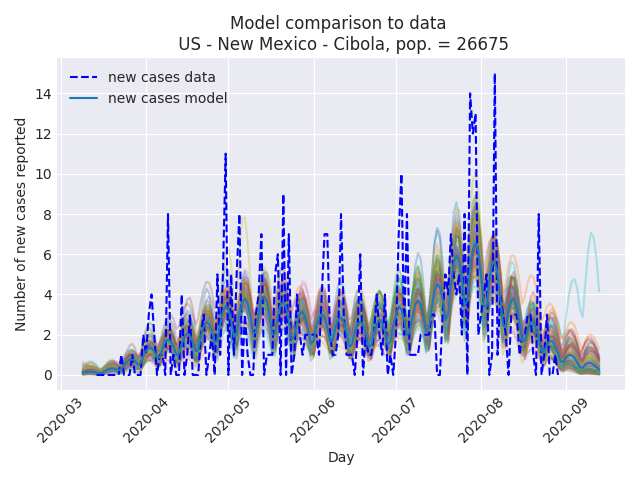 Model comparison to data
US - New Mexico - Cibola, pop. = 26675
new cases data
new cases model
Number of new cases reported
14
12
10
8
6
4
2
0
2020-03
2020-04
2020-05
2020-06
2020-07
2020-08
2020-09
Day